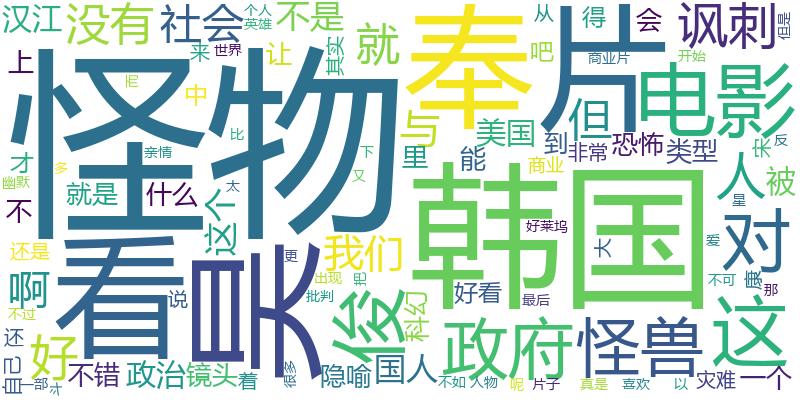 汉江
没有
社会
不是
奉
片
从
得
会
讽刺
个人
英雄
但是
来
世界
让
其实
就
吧
商业片
开始
电影
上
怪物
中
比
与
美国
但
到
恐怖
非常
类型
宋
反
才
多
亲情
下
里
能
商业
人
被
幽默
就是
不
什么
这个
太
又
韩国
星
对
看
昊
更
我们
好莱坞
大
爱
还是
啊
出现
把
不可
康
那
说
批判
俊
科幻
好看
最后
政府
怪兽
这
不过
好
自己
还
不错
政治
镜头
着
很多
隐喻
国人
不如
人物
呢
片子
真是
喜欢
以
灾难
一个
一部
斗